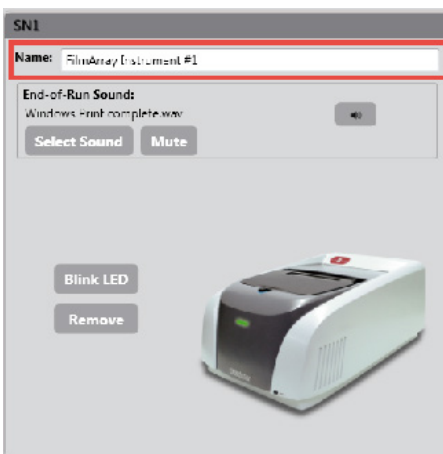 SN1
Name: FilmArray Instrument #1
End-of-Run Sound:
Windows Print complete.wav
Select Sound Mute
Blink LED
Remove